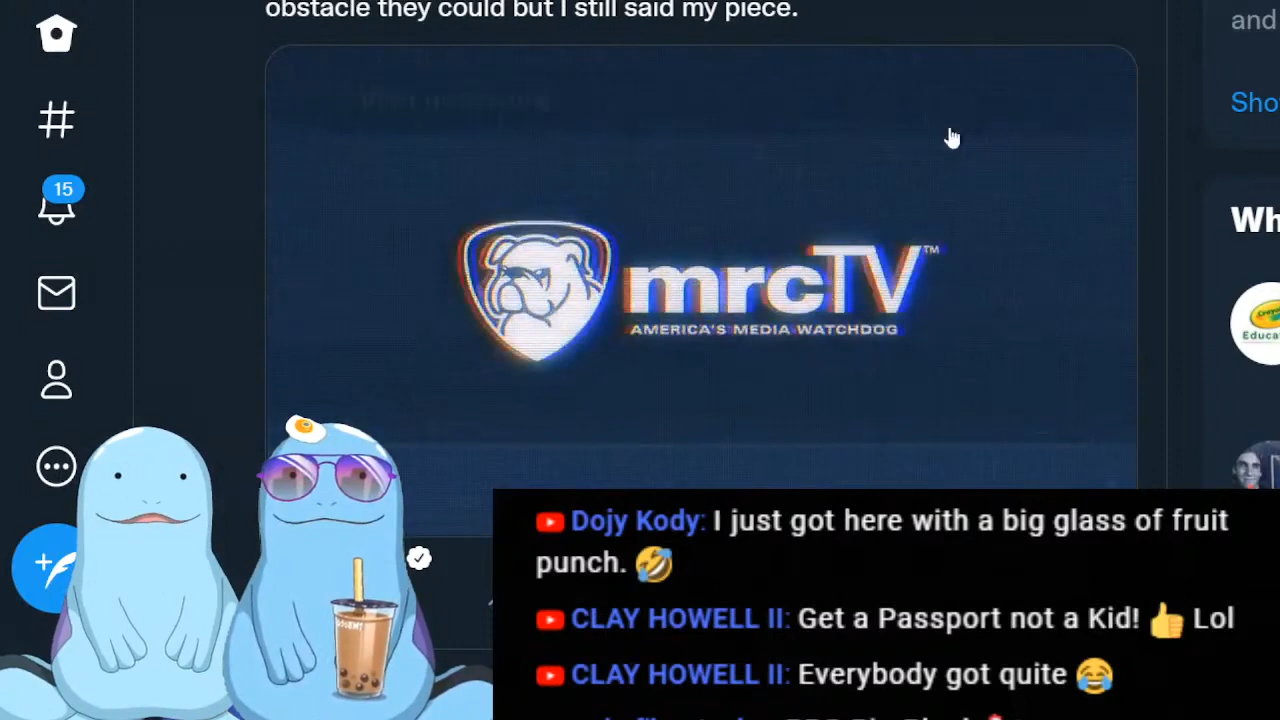 obstacle they could but I still said my piece.
and
Sho
15
mrcTV™
AMERICA'S MEDIA WATCHDOG
Wh
Educa
Dojy Kody: I just got here with a big glass of fruit
punch. 🤣
CLAY HOWELL II: Get a Passport not a Kid! 👍 Lol
CLAY HOWELL II: Everybody got quite 😂